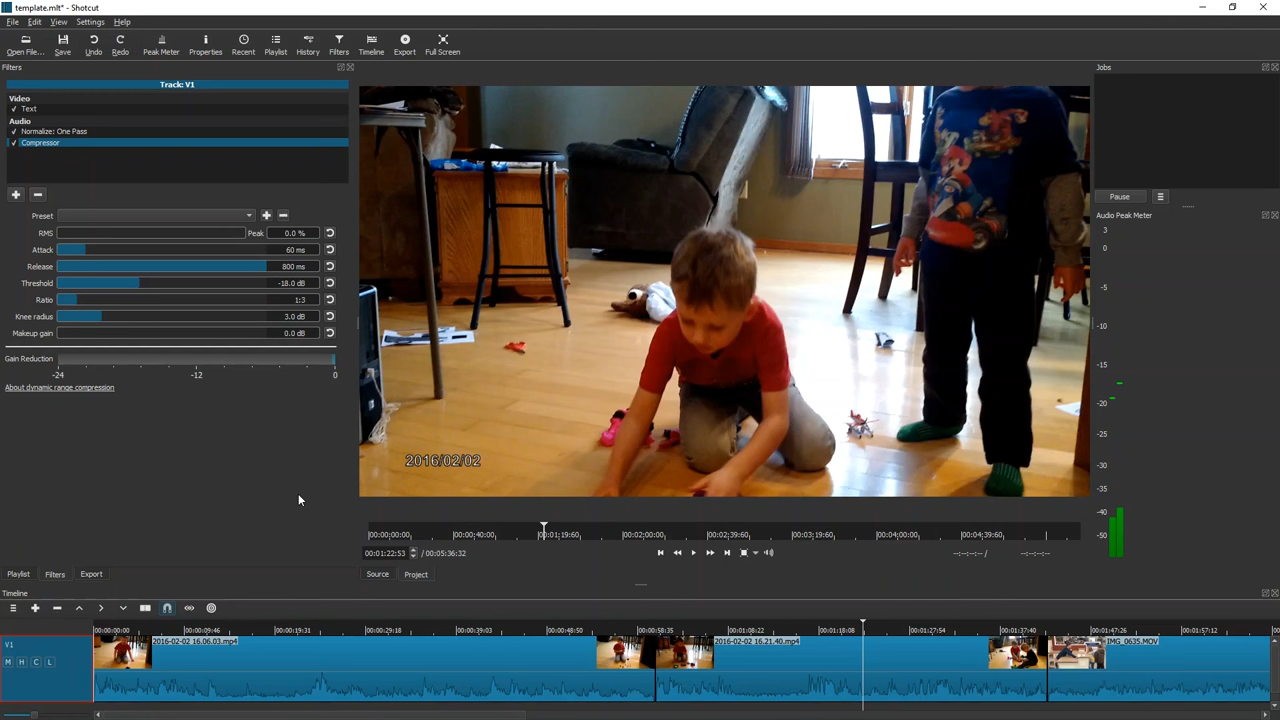 template.mlt* - Shotcut
File Edit View Settings Help
Open File... Save Undo Redo Peak Meter Properties Recent Playlist History Filters Timeline Export Full Screen
Filters
Track: V1
Video
Text
Audio
Normalize: One Pass
Compressor
Preset
RMS Peak 0.0 %
Attack 60 ms
Release 800 ms
Threshold -18.0 dB
Ratio 1:3
Knee radius 3.0 dB
Makeup gain 0.0 dB
Gain Reduction
-24 -12 0
About dynamic range compression
2016/02/02
00:00:00:00 00:00:40:00 00:01:19:60 00:02:00:00 00:02:39:60 00:03:19:60 00:04:00:00 00:04:39:60
00:01:22:53 / 00:05:36:32 --:--:--:-- / --:--:--:--
Source Project
Playlist Filters Export
Jobs
Pause
Audio Peak Meter
3
0
-5
-10
-15
-20
-25
-30
-35
-40
-50
Timeline
00:00:00:00 00:00:09:46 00:00:19:31 00:00:29:18 00:00:39:03 00:00:48:50 00:00:58:35 00:01:08:22 00:01:18:08 00:01:27:54 00:01:37:40 00:01:47:26 00:01:57:12
V1
2016-02-02 16.06.03.mp4 2016-02-02 16.21.40.mp4 IMG_0635.MOV
M H C L